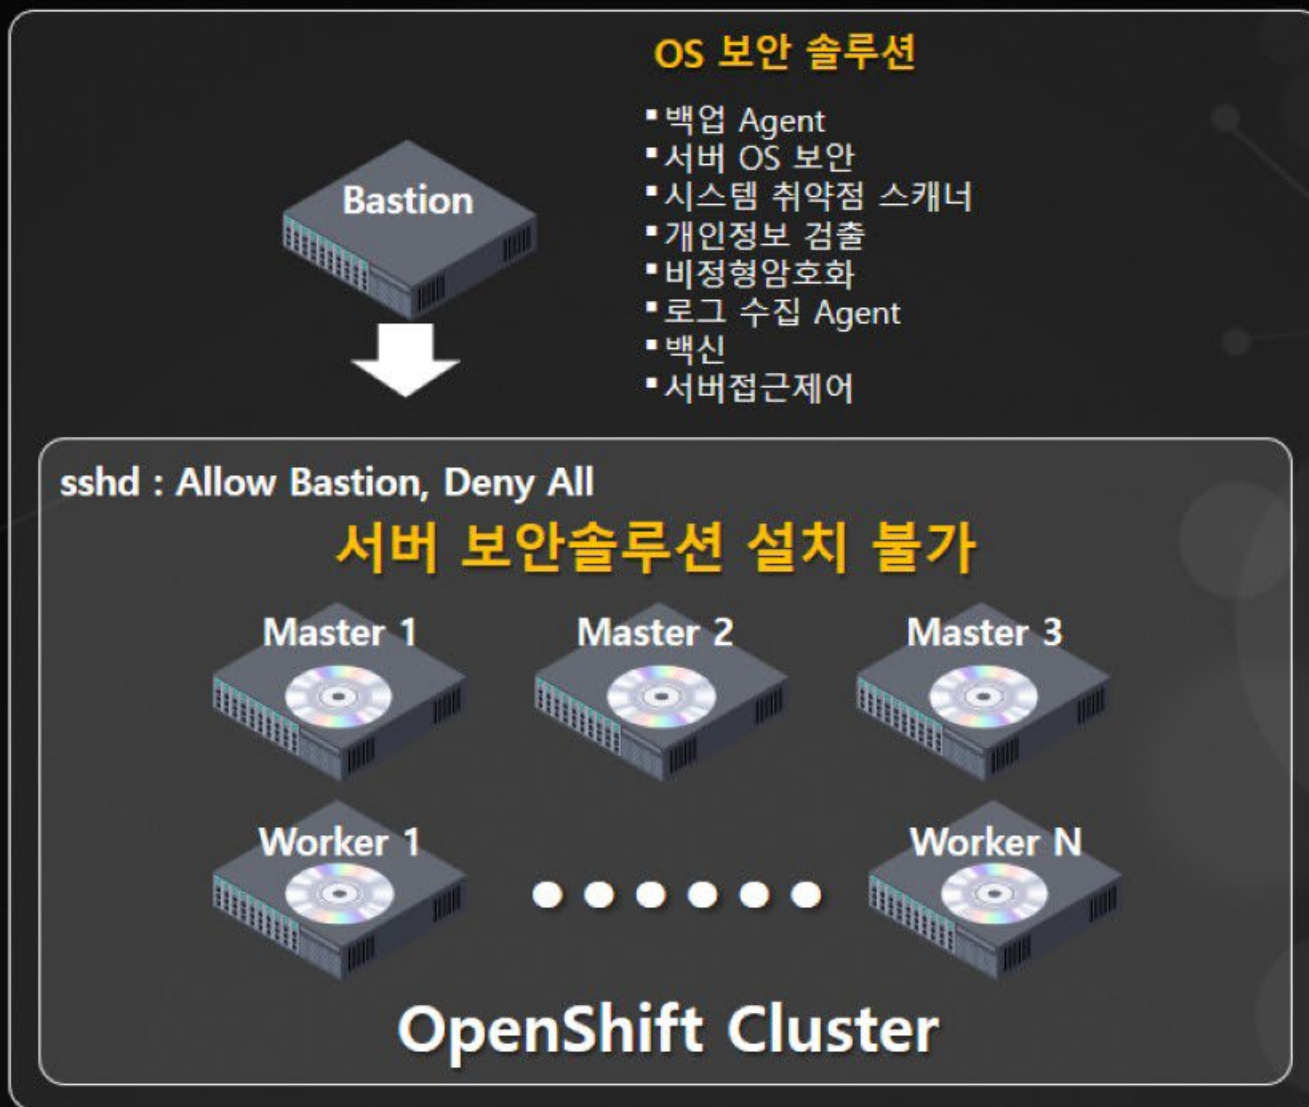 OS 보안 솔루션
▪백업 Agent
▪서버 OS 보안
▪시스템 취약점 스캐너
▪개인정보 검출
▪비정형암호화
▪로그 수집 Agent
▪백신
▪서버접근제어
Bastion
sshd : Allow Bastion, Deny All
서버 보안솔루션 설치 불가
Master 1
Master 2
Master 3
Worker 1
Worker N
OpenShift Cluster